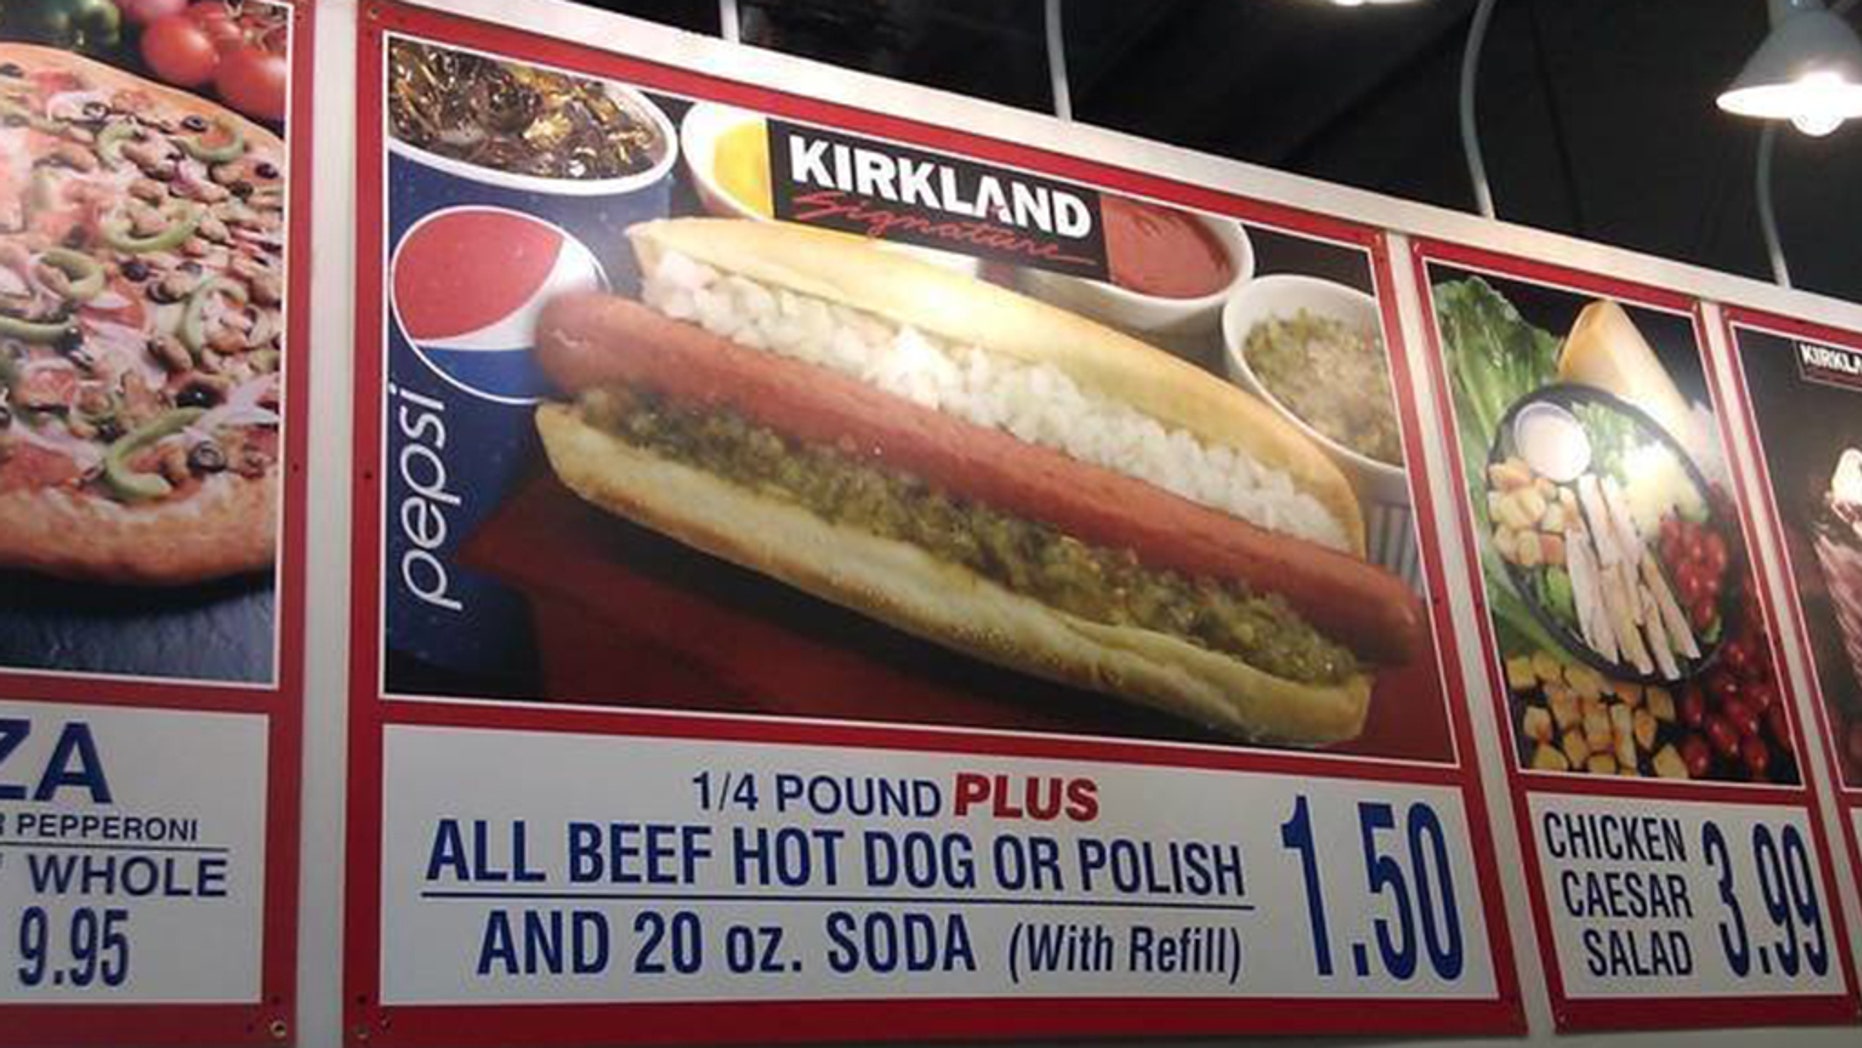 ZA
PEPPERONI
WHOLE
9.95
pepsi
KIRKLAND
Signature
1/4 POUND PLUS
ALL BEEF HOT DOG OR POLISH
AND 20 oz. SODA (With Refill)
1.50
CHICKEN
CAESAR
SALAD
3.99
KIRKLA